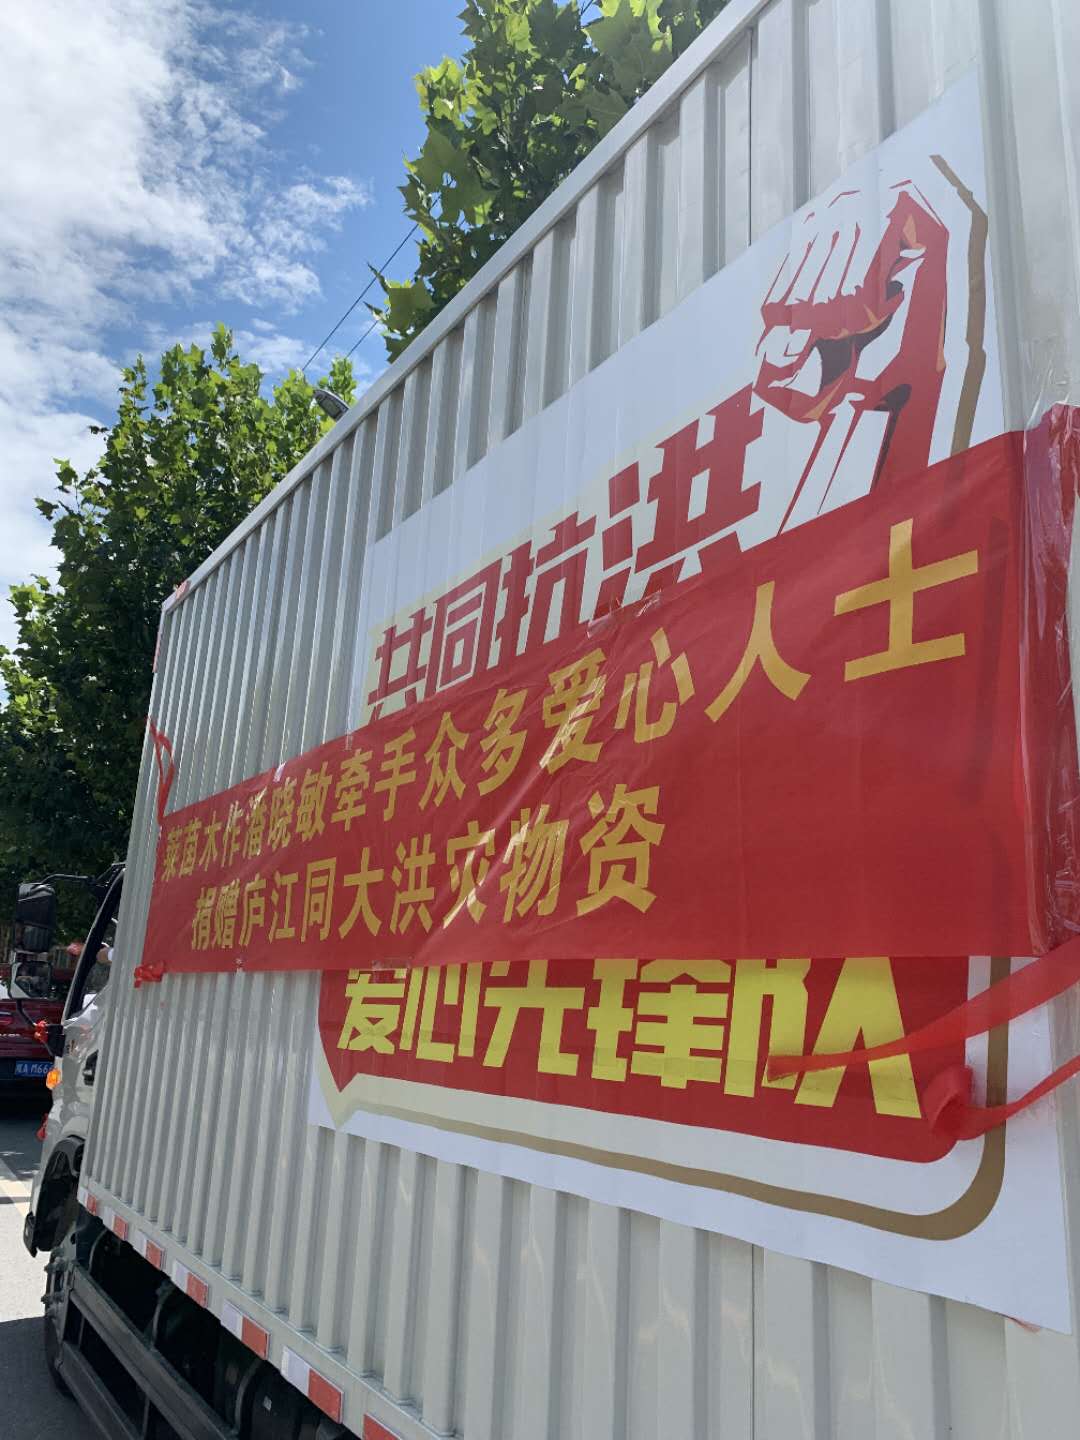 共同抗洪
莱茵木作潘晓敏牵手众多爱心人士
捐赠庐江同大洪灾物资
爱心先锋队